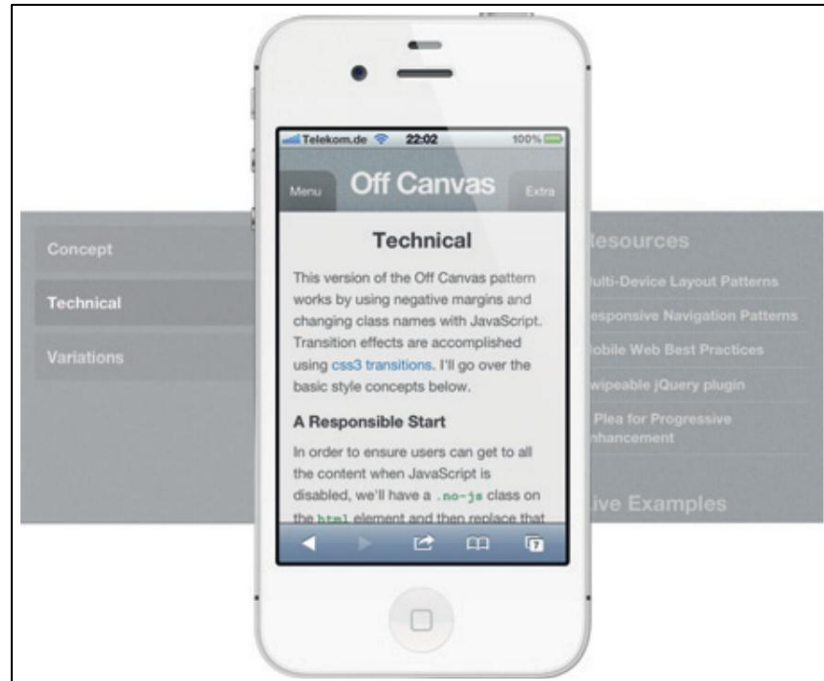 Telekom.de 22:02 100%
Menu Off Canvas Extra
Technical
This version of the Off Canvas pattern
works by using negative margins and
changing class names with JavaScript.
Transition effects are accomplished
using css3 transitions. I'll go over the
basic style concepts below.
A Responsible Start
In order to ensure users can get to all
the content when JavaScript is
disabled, we'll have a .no-js class on
the html element and then replace that
7
Concept
Technical
Variations
esources
ulti-Device Layout Patterns
esponsive Navigation Patterns
obile Web Best Practices
wipeable jQuery plugin
Plea for Progressive
nhancement
ive Examples